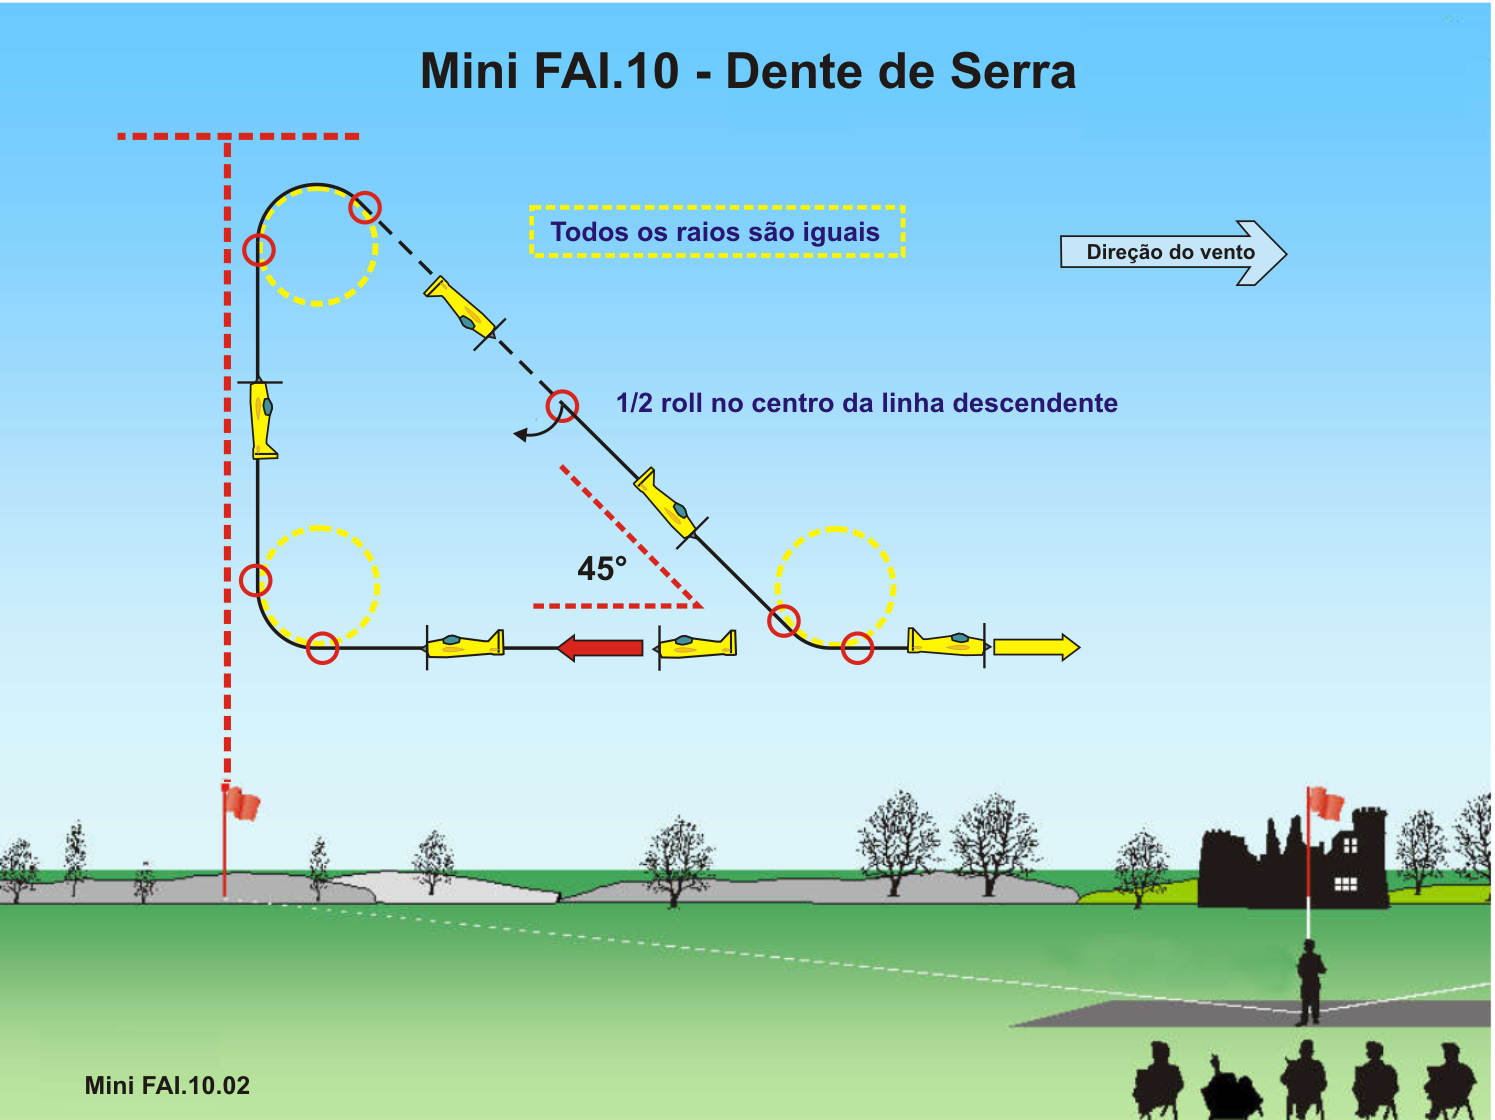 Mini FAI.10 - Dente de Serra
Todos os raios são iguais
Direção do vento
1/2 roll no centro da linha descendente
45°
Mini FAI.10.02